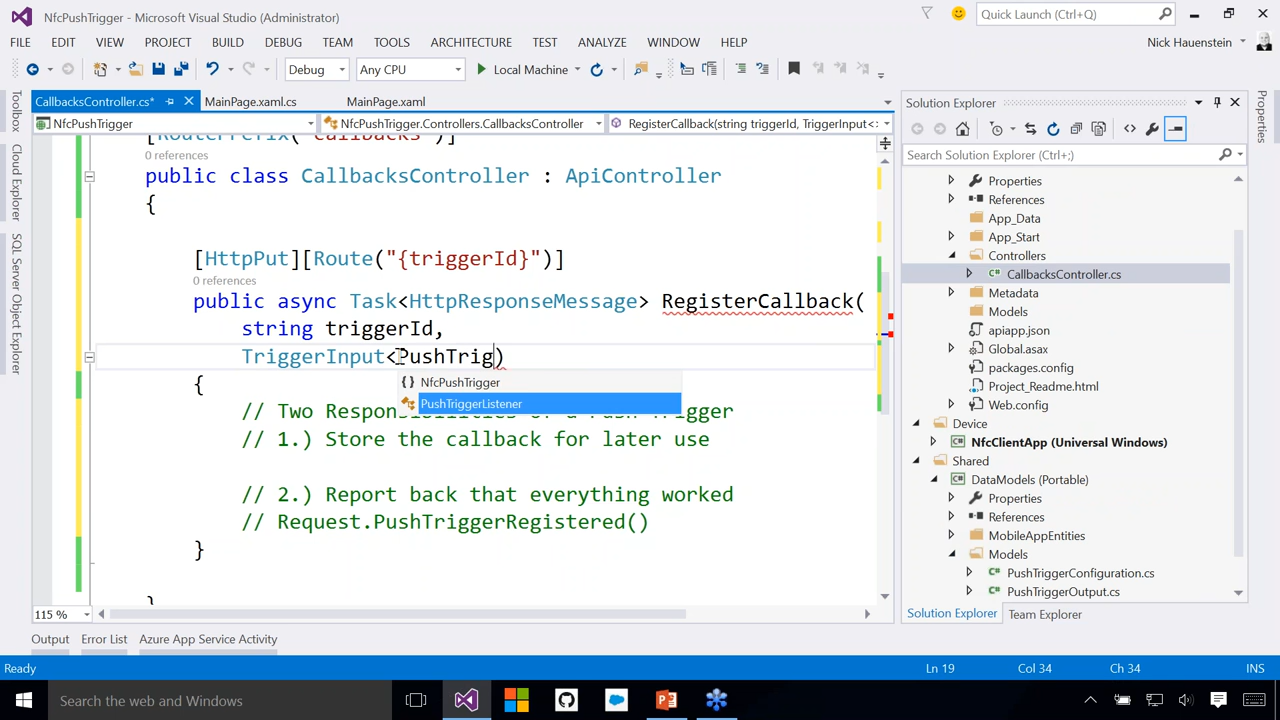 NfcPushTrigger - Microsoft Visual Studio (Administrator)
Quick Launch (Ctrl+Q)
FILE EDIT VIEW PROJECT BUILD DEBUG TEAM TOOLS ARCHITECTURE TEST ANALYZE WINDOW HELP
Nick Hauenstein
Debug Any CPU Local Machine
CallbacksController.cs* MainPage.xaml.cs MainPage.xaml
NfcPushTrigger NfcPushTrigger.Controllers.CallbacksController RegisterCallback(string triggerId, TriggerInput<:
[RoutePrefix("Callbacks")]
0 references
public class CallbacksController : ApiController
{
[HttpPut][Route("{triggerId}")]
0 references
public async Task<HttpResponseMessage> RegisterCallback(
string triggerId,
TriggerInput<PushTrig)
NfcPushTrigger
PushTriggerListener
{
// Two Responsibilities of a Push Trigger
// 1.) Store the callback for later use
// 2.) Report back that everything worked
// Request.PushTriggerRegistered()
}
}
115 %
Toolbox
Cloud Explorer
SQL Server Object Explorer
Solution Explorer
Search Solution Explorer (Ctrl+;)
Properties
References
App_Data
App_Start
Controllers
CallbacksController.cs
Metadata
Models
apiapp.json
Global.asax
packages.config
Project_Readme.html
Web.config
Device
NfcClientApp (Universal Windows)
Shared
DataModels (Portable)
Properties
References
MobileAppEntities
Models
PushTriggerConfiguration.cs
PushTriggerOutput.cs
Solution Explorer Team Explorer
Properties
Output Error List Azure App Service Activity
Ready Ln 19 Col 34 Ch 34 INS
Search the web and Windows